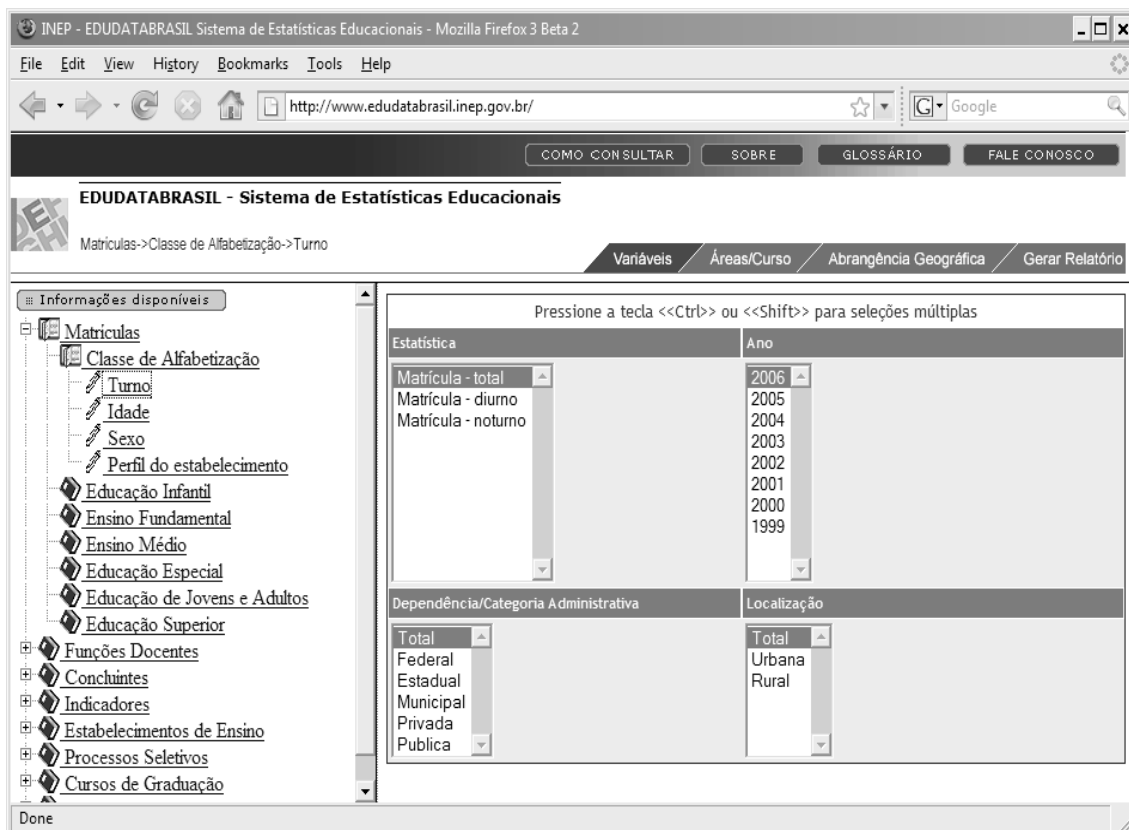 INEP - EDUDATABRASIL Sistema de Estatísticas Educacionais - Mozilla Firefox 3 Beta 2
File Edit View History Bookmarks Tools Help
http://www.edudatabrasil.inep.gov.br/
G Google
COMO CONSULTAR SOBRE GLOSSÁRIO FALE CONOSCO
EDUDATABRASIL - Sistema de Estatísticas Educacionais
Matrículas->Classe de Alfabetização->Turno
Variáveis Áreas/Curso Abrangência Geográfica Gerar Relatório
Informações disponíveis
Matrículas
Classe de Alfabetização
Turno
Idade
Sexo
Perfil do estabelecimento
Educação Infantil
Ensino Fundamental
Ensino Médio
Educação Especial
Educação de Jovens e Adultos
Educação Superior
Funções Docentes
Concluintes
Indicadores
Estabelecimentos de Ensino
Processos Seletivos
Cursos de Graduação
Pressione a tecla <<Ctrl>> ou <<Shift>> para seleções múltiplas
Estatística
Matrícula - total
Matrícula - diurno
Matrícula - noturno
Ano
2006
2005
2004
2003
2002
2001
2000
1999
Dependência/Categoria Administrativa
Total
Federal
Estadual
Municipal
Privada
Publica
Localização
Total
Urbana
Rural
Done